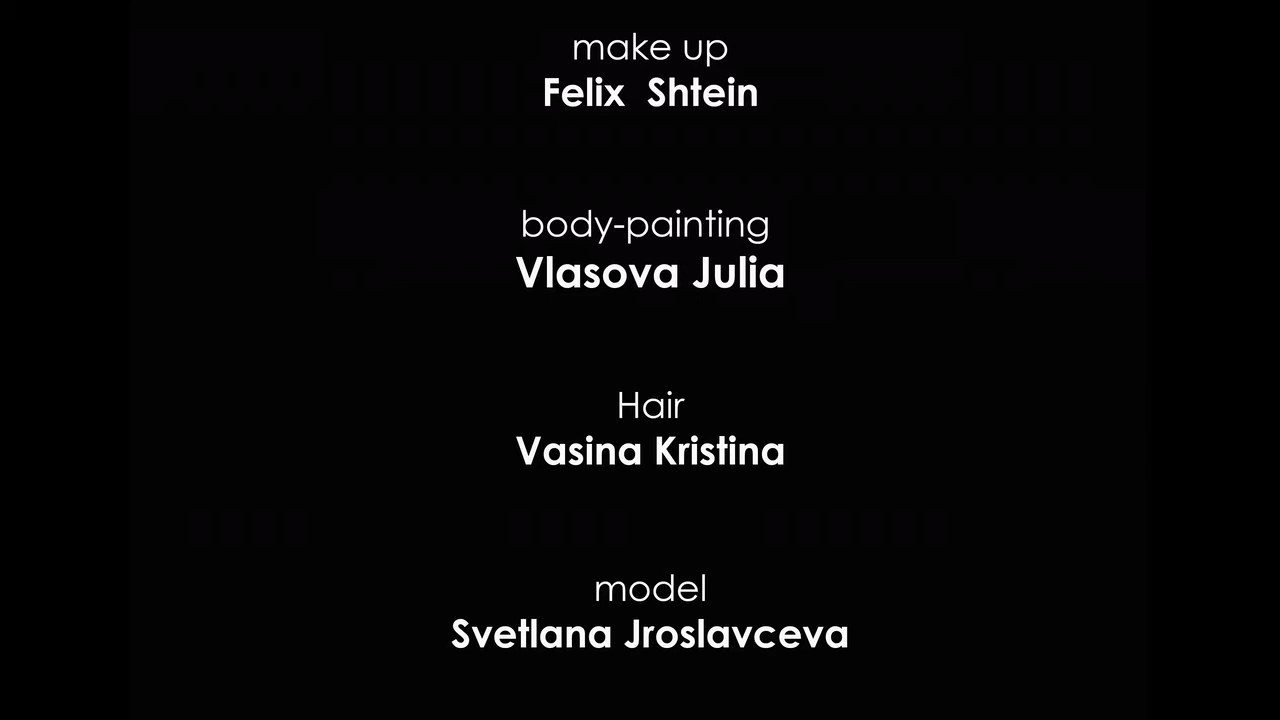 make up
Felix Shtein
body-painting
Vlasova Julia
Hair
Vasina Kristina
model
Svetlana Jroslavceva